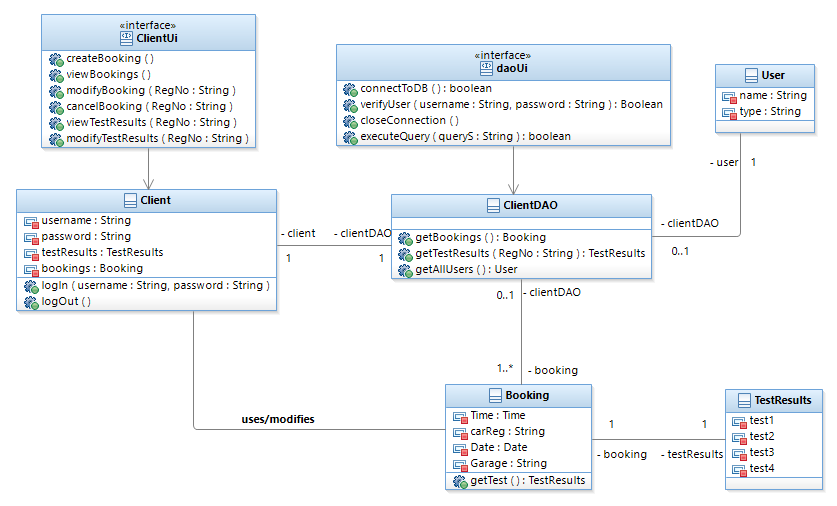 «interface»
ClientUi
createBooking ( )
viewBookings ( )
modifyBooking ( RegNo : String )
cancelBooking ( RegNo : String )
viewTestResults ( RegNo : String )
modifyTestResults ( RegNo : String )
«interface»
daoUi
connectToDB ( ) : boolean
verifyUser ( username : String, password : String ) : Boolean
closeConnection ( )
executeQuery ( queryS : String ) : boolean
User
name : String
type : String
- user
1
Client
username : String
password : String
testResults : TestResults
bookings : Booking
logIn ( username : String, password : String )
logOut ( )
- client
- clientDAO
1
1
ClientDAO
getBookings ( ) : Booking
getTestResults ( RegNo : String ) : TestResults
getAllUsers ( ) : User
- clientDAO
0..1
0..1
- clientDAO
1..*
- booking
uses/modifies
Booking
Time : Time
carReg : String
Date : Date
Garage : String
getTest ( ) : TestResults
1
1
- booking
- testResults
TestResults
test1
test2
test3
test4